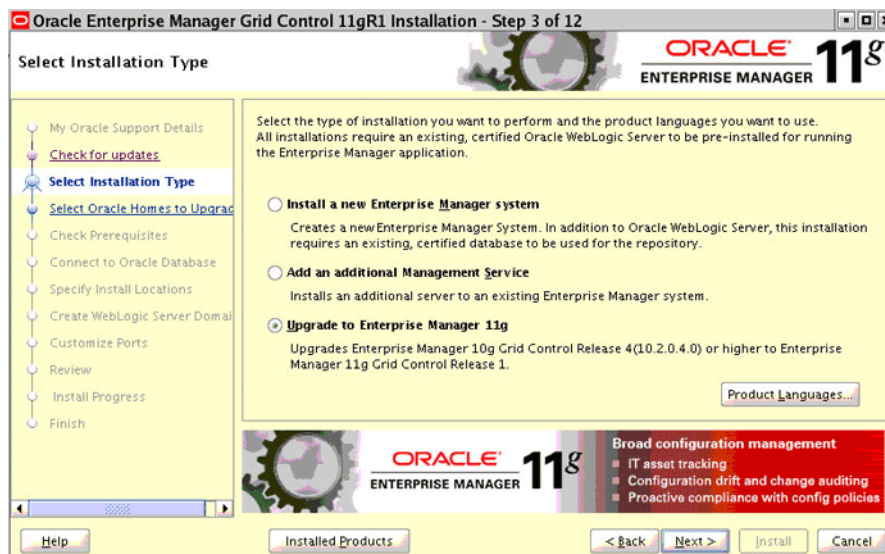 Oracle Enterprise Manager Grid Control 11gR1 Installation - Step 3 of 12
Select Installation Type
ORACLE
ENTERPRISE MANAGER 11g
My Oracle Support Details
Check for updates
Select Installation Type
Select Oracle Homes to Upgrad
Check Prerequisites
Connect to Oracle Database
Specify Install Locations
Create WebLogic Server Domai
Customize Ports
Review
Install Progress
Finish
Select the type of installation you want to perform and the product languages you want to use.
All installations require an existing, certified Oracle WebLogic Server to be pre-installed for running
the Enterprise Manager application.
Install a new Enterprise Manager system
Creates a new Enterprise Manager System. In addition to Oracle WebLogic Server, this installation
requires an existing, certified database to be used for the repository.
Add an additional Management Service
Installs an additional server to an existing Enterprise Manager system.
Upgrade to Enterprise Manager 11g
Upgrades Enterprise Manager 10g Grid Control Release 4(10.2.0.4.0) or higher to Enterprise
Manager 11g Grid Control Release 1.
Product Languages...
ORACLE
ENTERPRISE MANAGER 11g
Broad configuration management
IT asset tracking
Configuration drift and change auditing
Proactive compliance with config policies
Help
Installed Products
< Back
Next >
Install
Cancel